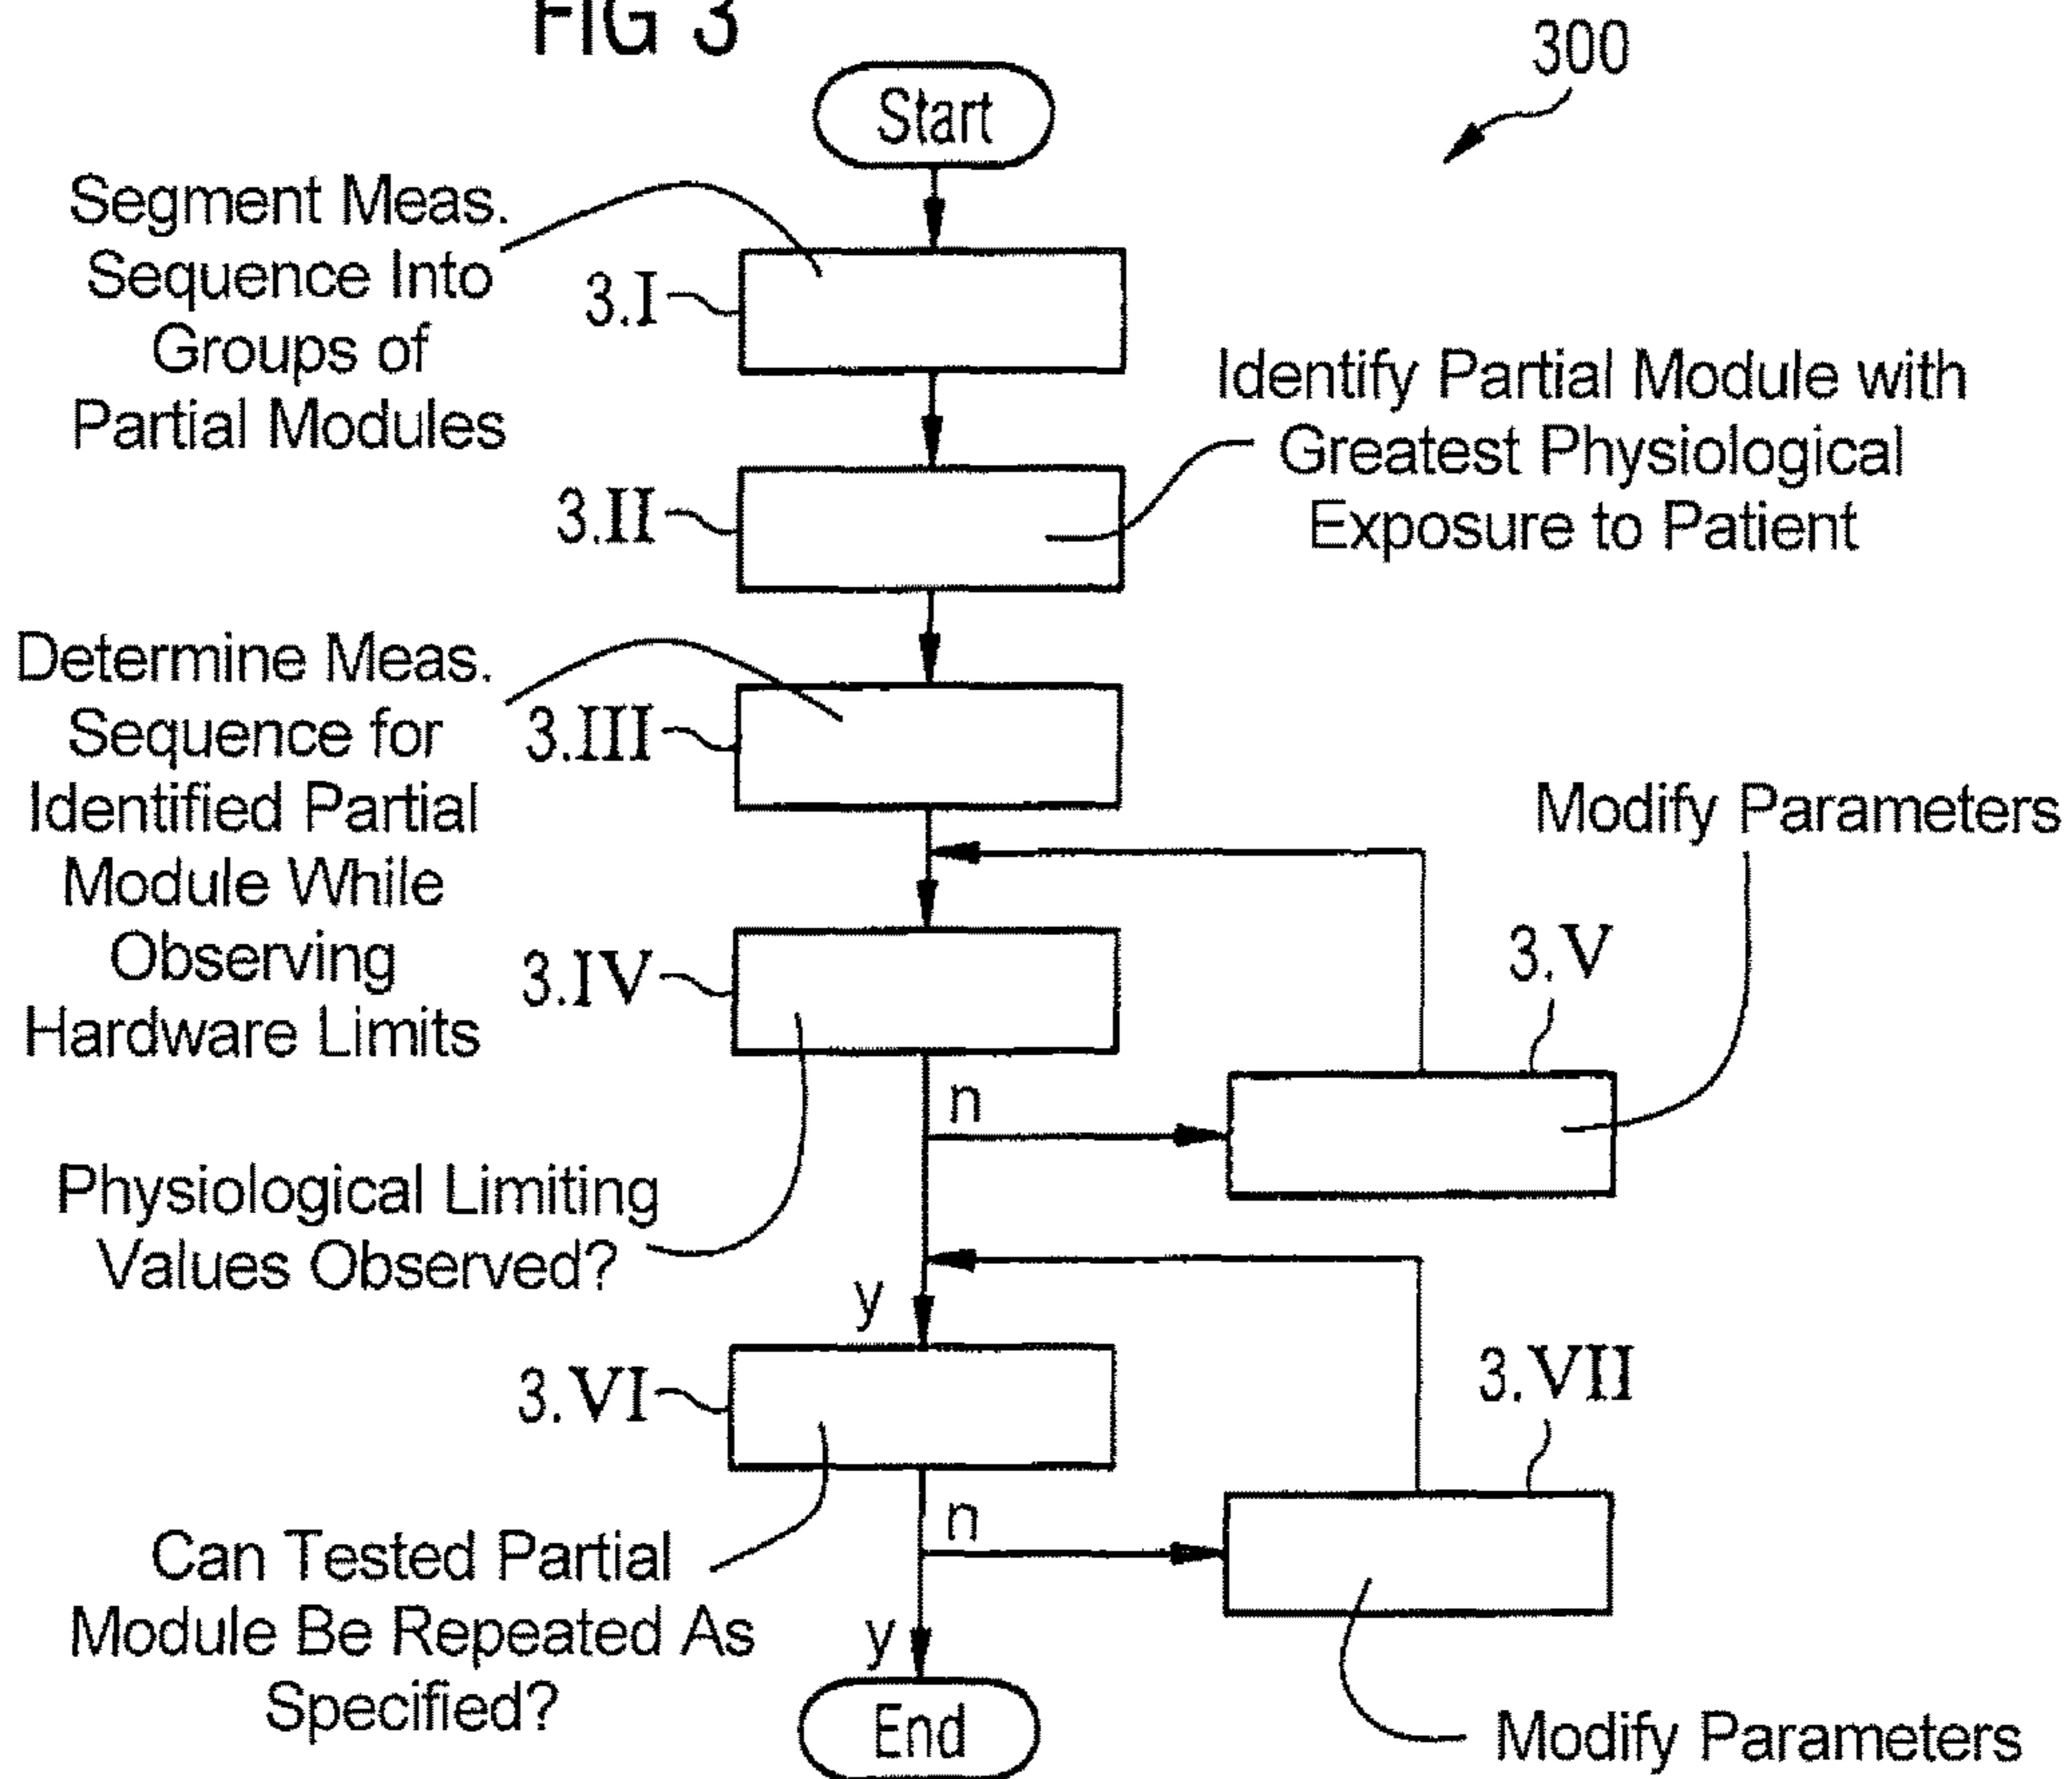 FIG 3
300
Start
Segment Meas.
Sequence Into
Groups of
Partial Modules
3.I
Identify Partial Module with
Greatest Physiological
Exposure to Patient
3.II
Determine Meas.
Sequence for
Identified Partial
Module While
Observing
Hardware Limits
3.III
Modify Parameters
3.IV
3.V
n
Physiological Limiting
Values Observed?
y
3.VI
3.VII
n
Can Tested Partial
Module Be Repeated As
Specified?
y
End
Modify Parameters